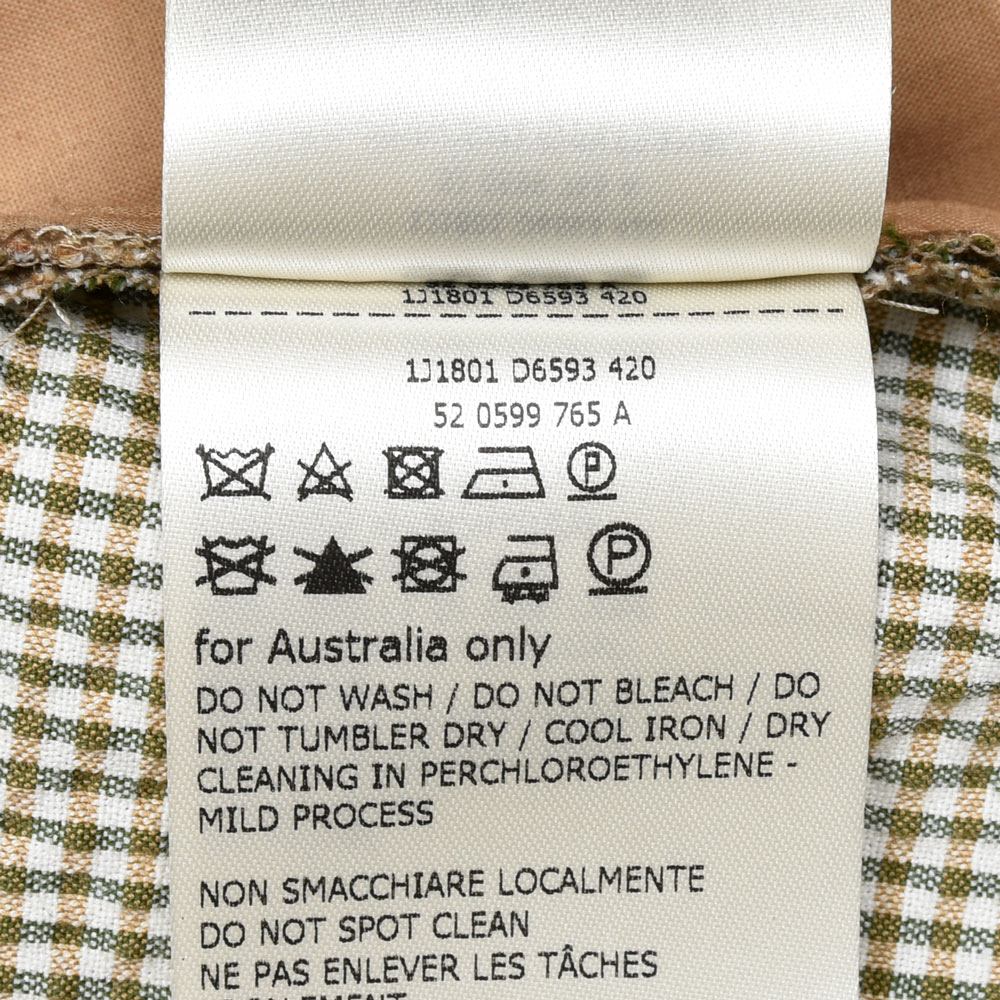 1J1801 D6593 420
1J1801 D6593 420
52 0599 765 A
P
P
for Australia only
DO NOT WASH / DO NOT BLEACH / DO
NOT TUMBLER DRY / COOL IRON / DRY
CLEANING IN PERCHLOROETHYLENE -
MILD PROCESS
NON SMACCHIARE LOCALMENTE
DO NOT SPOT CLEAN
NE PAS ENLEVER LES TÂCHES